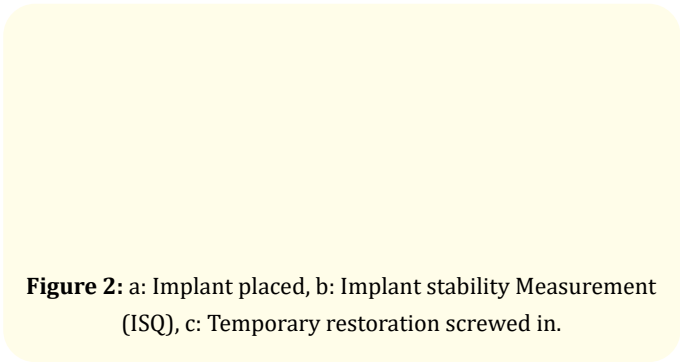 Figure 2: a: Implant placed, b: Implant stability Measurement
(ISQ), c: Temporary restoration screwed in.